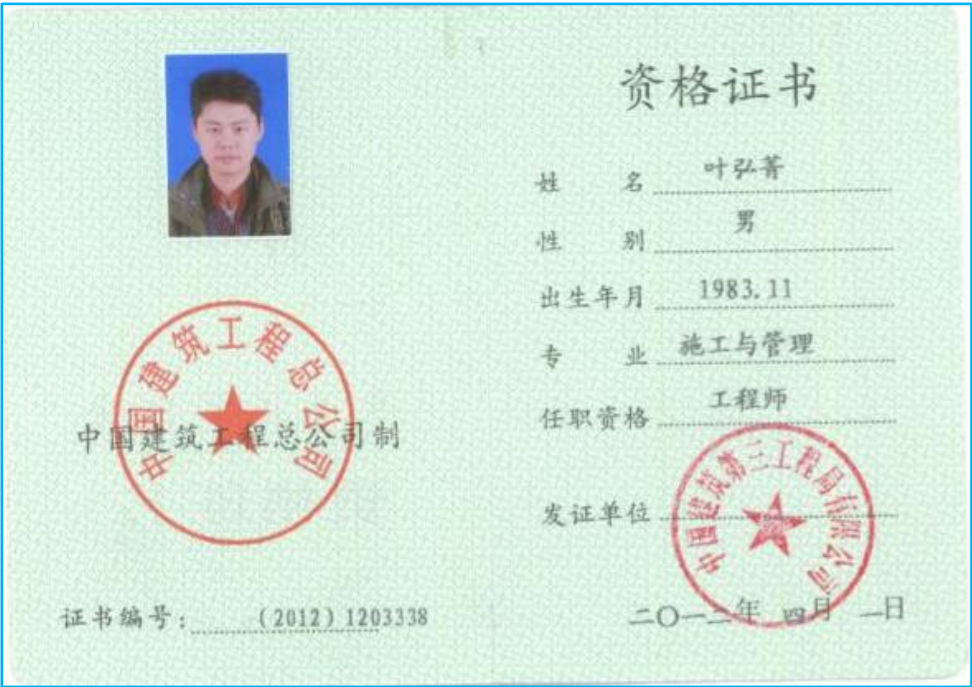 中国建筑工程总公司
中国建筑工程总公司制
证书编号：（2012）1203338
资格证书
姓 名 叶弘菁
性 别 男
出生年月 1983.11
专 业 施工与管理
任职资格 工程师
发证单位
中国建筑第三工程局有限公司
二〇一二年 四月 一日